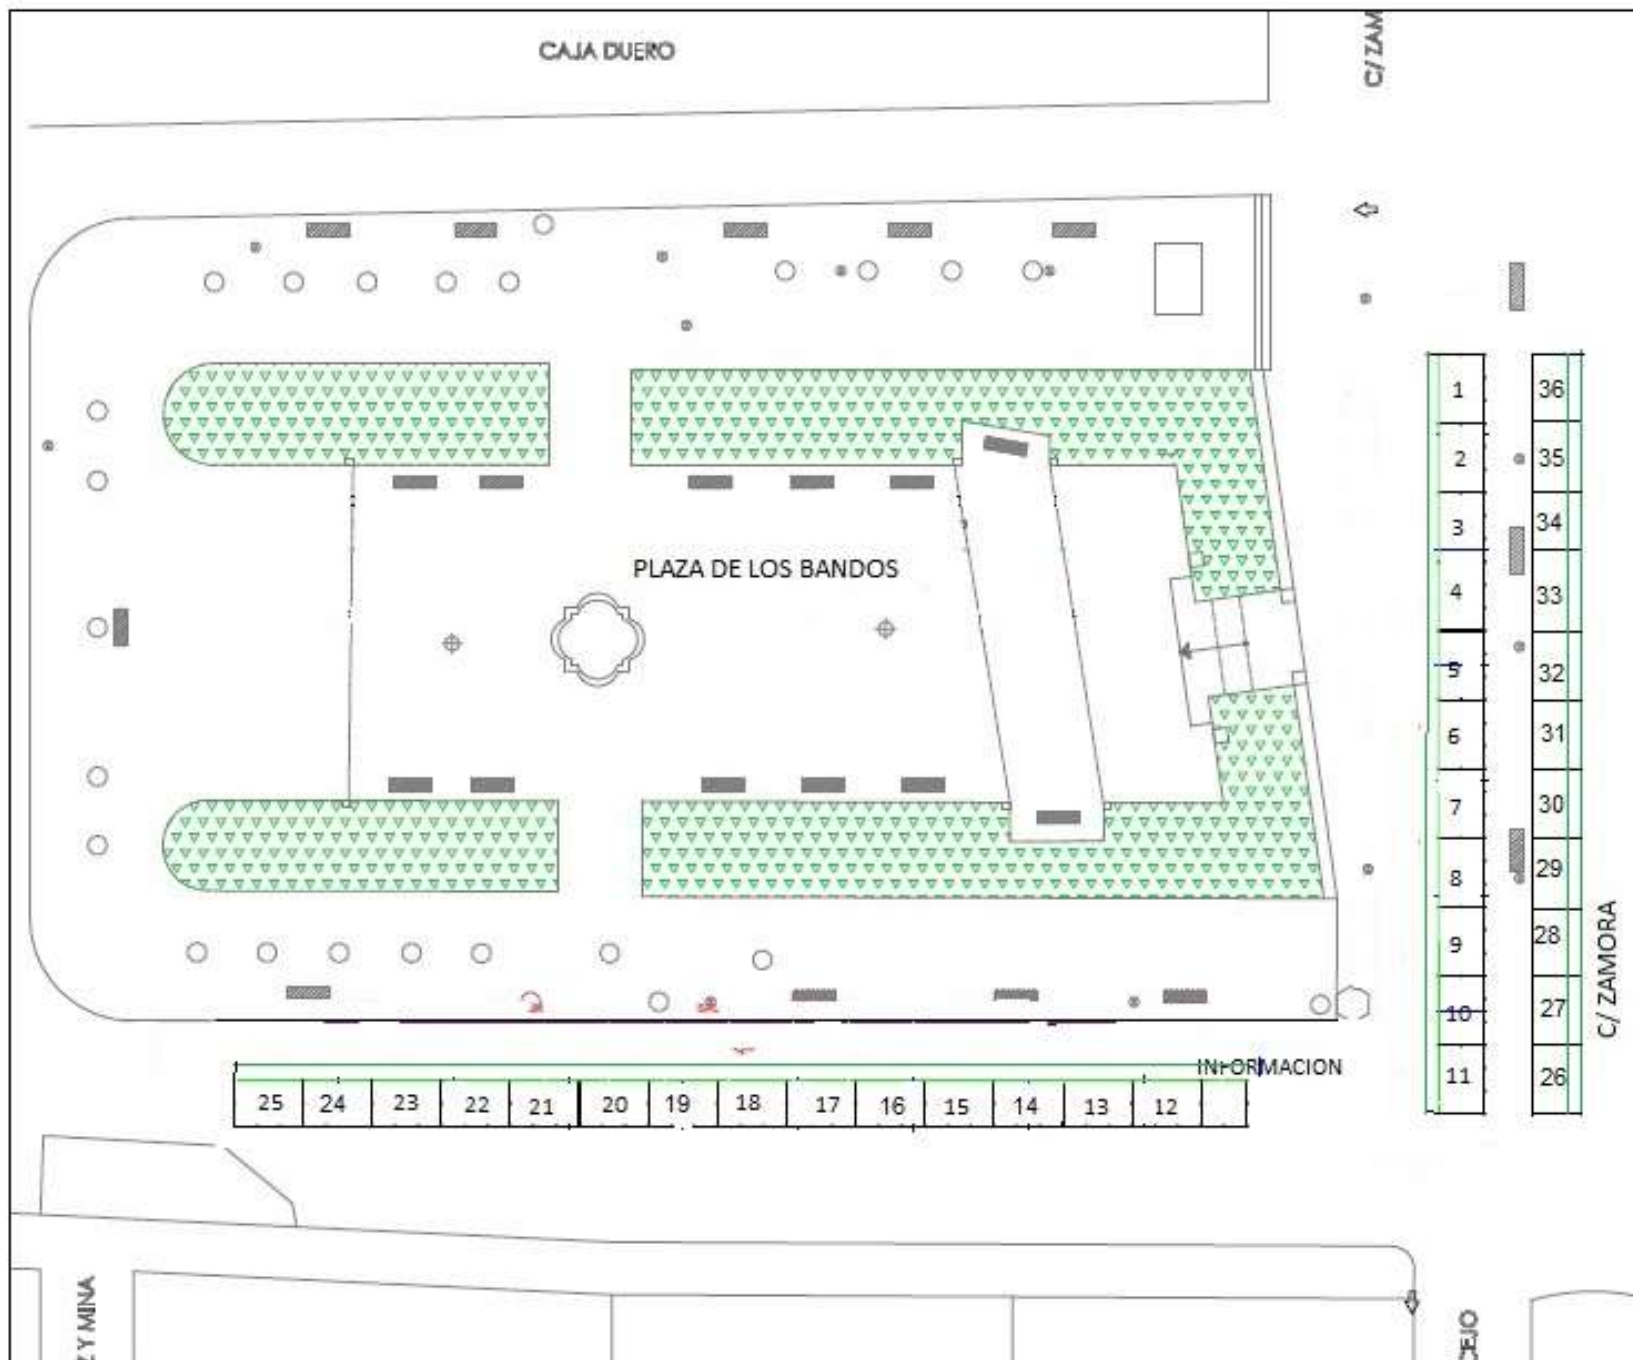 CAJA DUERO
C/ ZAM
1 36
2 35
3 34
PLAZA DE LOS BANDOS
4 33
5 32
6 31
7 30
8 29
9 28
10 27
C/ ZAMORA
INFORMACION
11 26
25 24 23 22 21 20 19 18 17 16 15 14 13 12
Z Y MINA
CEJO